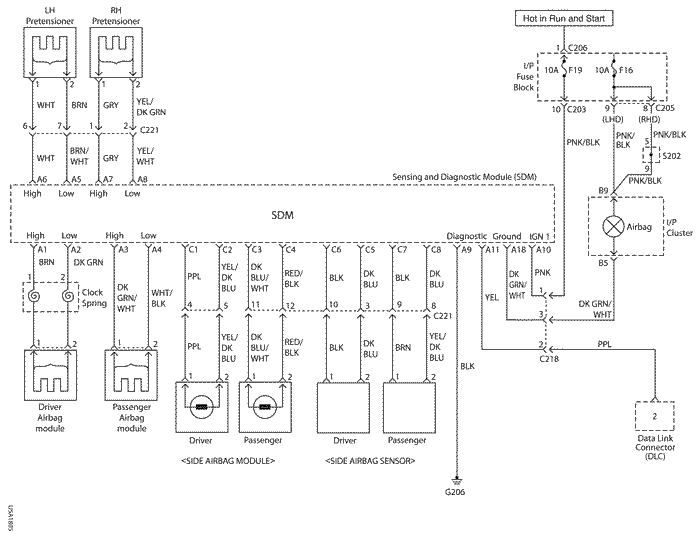 LH
Pretensioner
RH
Pretensioner
Hot in Run and Start
1 C206
I/P
Fuse
Block
10A F19
10A F16
1 2 1 2
WHT BRN GRY YEL/
DK GRN
10 C203
9
(LHD)
8 C205
(RHD)
6 7 1 2 C221
PNK/BLK
PNK/
BLK
PNK/BLK
WHT BRN/
WHT
GRY YEL/
WHT
5
S202
9
PNK/BLK
A6 A5 A7 A8
High Low High Low
Sensing and Diagnostic Module (SDM)
SDM
B9
Airbag
I/P
Cluster
B5
High Low High Low
Diagnostic Ground IGN 1
A1 A2 A3 A4 C1 C2 C3 C4 C6 C5 C7 C8 A9 A11 A18 A10
BRN DK GRN
DK
GRN/
WHT
WHT/
BLK
PPL
YEL/
DK
BLU
DK
BLU/
WHT
RED/
BLK
BLK
DK
BLU
BLK
DK
BLU
YEL
DK
GRN/
WHT
PNK
1 2
Clock
Spring
4 5 11 12 10 3 9 8
C221
1
3
2
C218
DK GRN/
WHT
PPL
PPL
YEL/
DK
BLU
DK
BLU/
WHT
RED/
BLK
BLK
DK
BLU
BRN
YEL/
DK
BLU
BLK
1 2 1 2
1 2 1 2 1 2 1 2
Driver
Airbag
module
Passenger
Airbag
module
Driver
Passenger
Driver
Passenger
<SIDE AIRBAG MODULE>
<SIDE AIRBAG SENSOR>
2
Data Link
Connector
(DLC)
G206